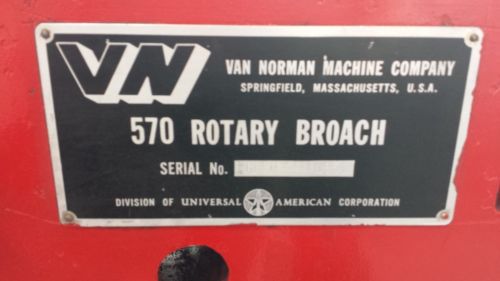 VN
VAN NORMAN MACHINE COMPANY
SPRINGFIELD, MASSACHUSETTS, U.S.A.
570 ROTARY BROACH
SERIAL No.
DIVISION OF UNIVERSAL AMERICAN CORPORATION